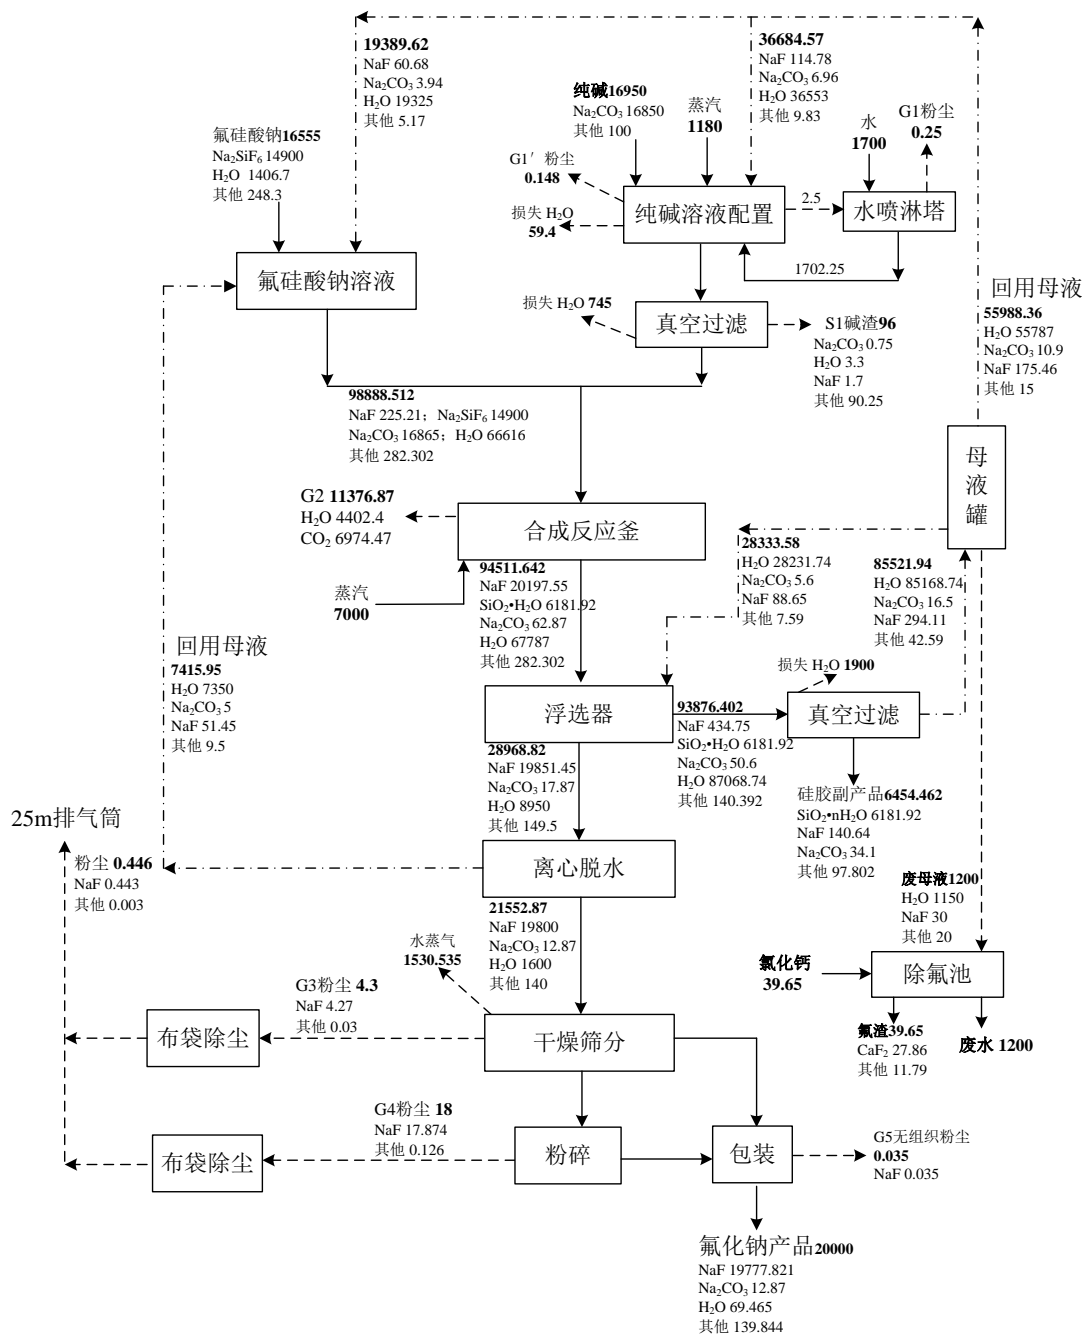 19389.62
NaF 60.68
Na₂CO₃ 3.94
H₂O 19325
其他 5.17
36684.57
NaF 114.78
Na₂CO₃ 6.96
H₂O 36553
其他 9.83
纯碱16950
Na₂CO₃ 16850
其他 100
蒸汽
1180
水
1700
G1粉尘
0.25
氟硅酸钠16555
Na₂SiF₆ 14900
H₂O 1406.7
其他 248.3
G1′ 粉尘
0.148
损失 H₂O
59.4
纯碱溶液配置
2.5
水喷淋塔
1702.25
氟硅酸钠溶液
损失 H₂O 745
真空过滤
S1碱渣96
Na₂CO₃ 0.75
H₂O 3.3
NaF 1.7
其他 90.25
回用母液
55988.36
H₂O 55787
Na₂CO₃ 10.9
NaF 175.46
其他 15
98888.512
NaF 225.21；Na₂SiF₆ 14900
Na₂CO₃ 16865；H₂O 66616
其他 282.302
母液罐
G2 11376.87
H₂O 4402.4
CO₂ 6974.47
合成反应釜
蒸汽
7000
94511.642
NaF 20197.55
SiO₂•H₂O 6181.92
Na₂CO₃ 62.87
H₂O 67787
其他 282.302
28333.58
H₂O 28231.74
Na₂CO₃ 5.6
NaF 88.65
其他 7.59
85521.94
H₂O 85168.74
Na₂CO₃ 16.5
NaF 294.11
其他 42.59
回用母液
7415.95
H₂O 7350
Na₂CO₃ 5
NaF 51.45
其他 9.5
浮选器
93876.402
NaF 434.75
SiO₂•H₂O 6181.92
Na₂CO₃ 50.6
H₂O 87068.74
其他 140.392
损失 H₂O 1900
真空过滤
28968.82
NaF 19851.45
Na₂CO₃ 17.87
H₂O 8950
其他 149.5
硅胶副产品6454.462
SiO₂•nH₂O 6181.92
NaF 140.64
Na₂CO₃ 34.1
其他 97.802
25m排气筒
粉尘 0.446
NaF 0.443
其他 0.003
离心脱水
21552.87
NaF 19800
Na₂CO₃ 12.87
H₂O 1600
其他 140
废母液1200
H₂O 1150
NaF 30
其他 20
水蒸气
1530.535
氯化钙
39.65
除氟池
氟渣39.65
CaF₂ 27.86
其他 11.79
废水 1200
G3粉尘 4.3
NaF 4.27
其他 0.03
布袋除尘
干燥筛分
G4粉尘 18
NaF 17.874
其他 0.126
布袋除尘
粉碎
包装
G5无组织粉尘
0.035
NaF 0.035
氟化钠产品20000
NaF 19777.821
Na₂CO₃ 12.87
H₂O 69.465
其他 139.844